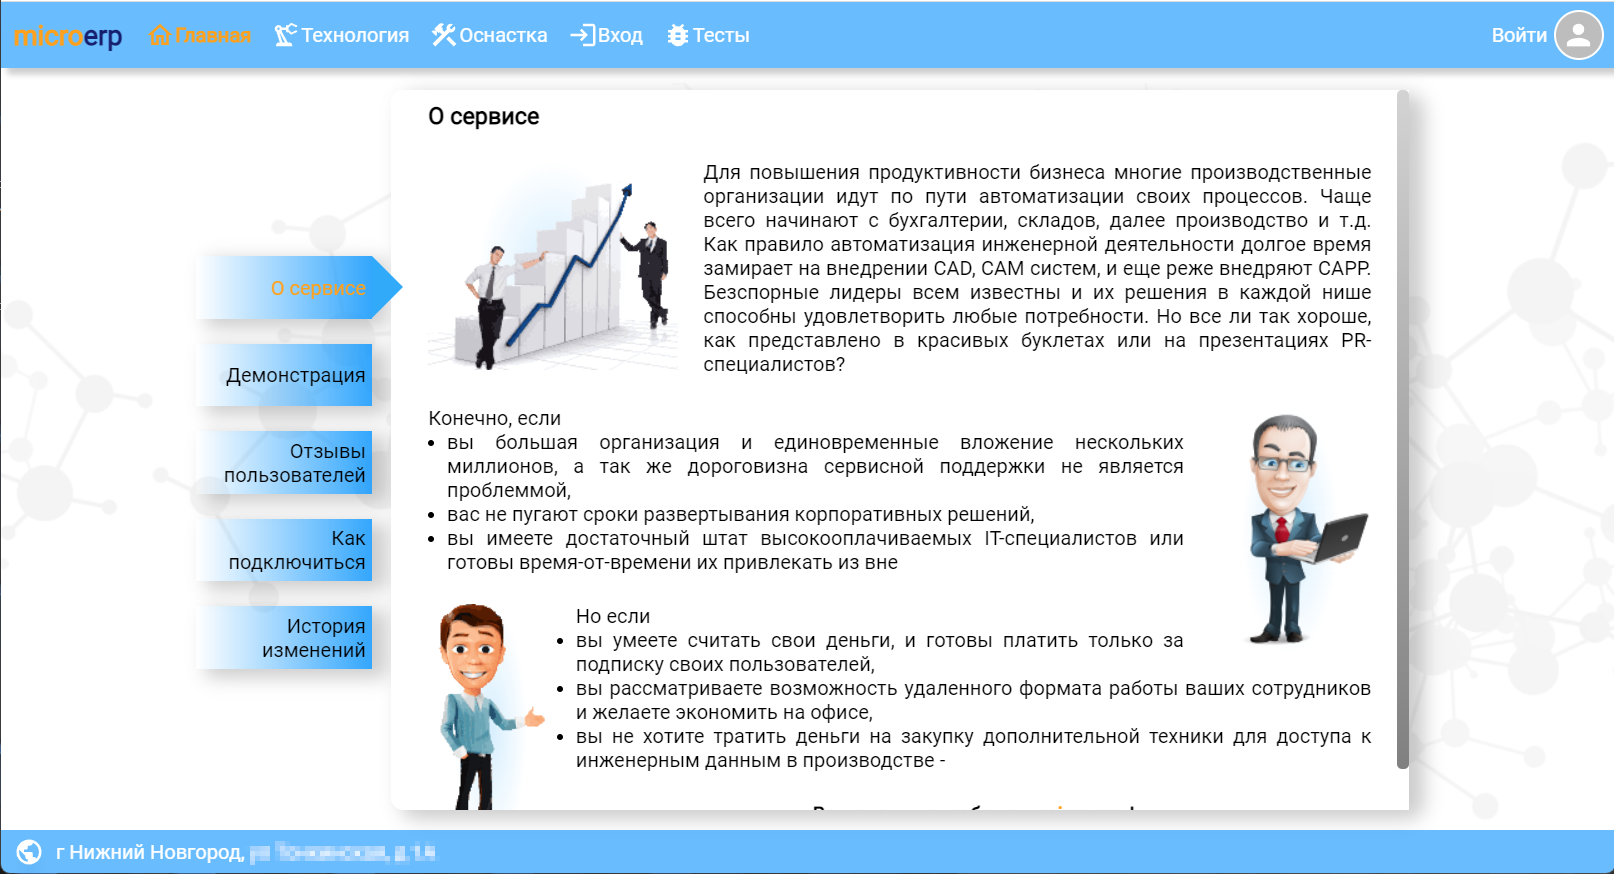 microerp Главная Технология Оснастка Вход Тесты Войти
О сервисе
Для повышения продуктивности бизнеса многие производственные
организации идут по пути автоматизации своих процессов. Чаще
всего начинают с бухгалтерии, складов, далее производство и т.д.
Как правило автоматизация инженерной деятельности долгое время
замирает на внедрении CAD, CAM систем, и еще реже внедряют CAPP.
Безспорные лидеры всем известны и их решения в каждой нише
способны удовлетворить любые потребности. Но все ли так хороше,
как представлено в красивых буклетах или на презентациях PR-
специалистов?
О сервисе
Демонстрация
Отзывы
пользователей
Как
подключиться
История
изменений
Конечно, если
• вы большая организация и единовременные вложение нескольких
миллионов, а так же дороговизна сервисной поддержки не является
проблеммой,
• вас не пугают сроки развертывания корпоративных решений,
• вы имеете достаточный штат высокооплачиваемых IT-специалистов или
готовы время-от-времени их привлекать из вне
Но если
• вы умеете считать свои деньги, и готовы платить только за
подписку своих пользователей,
• вы рассматриваете возможность удаленного формата работы ваших сотрудников
и желаете экономить на офисе,
• вы не хотите тратить деньги на закупку дополнительной техники для доступа к
инженерным данным в производстве -
г Нижний Новгород,